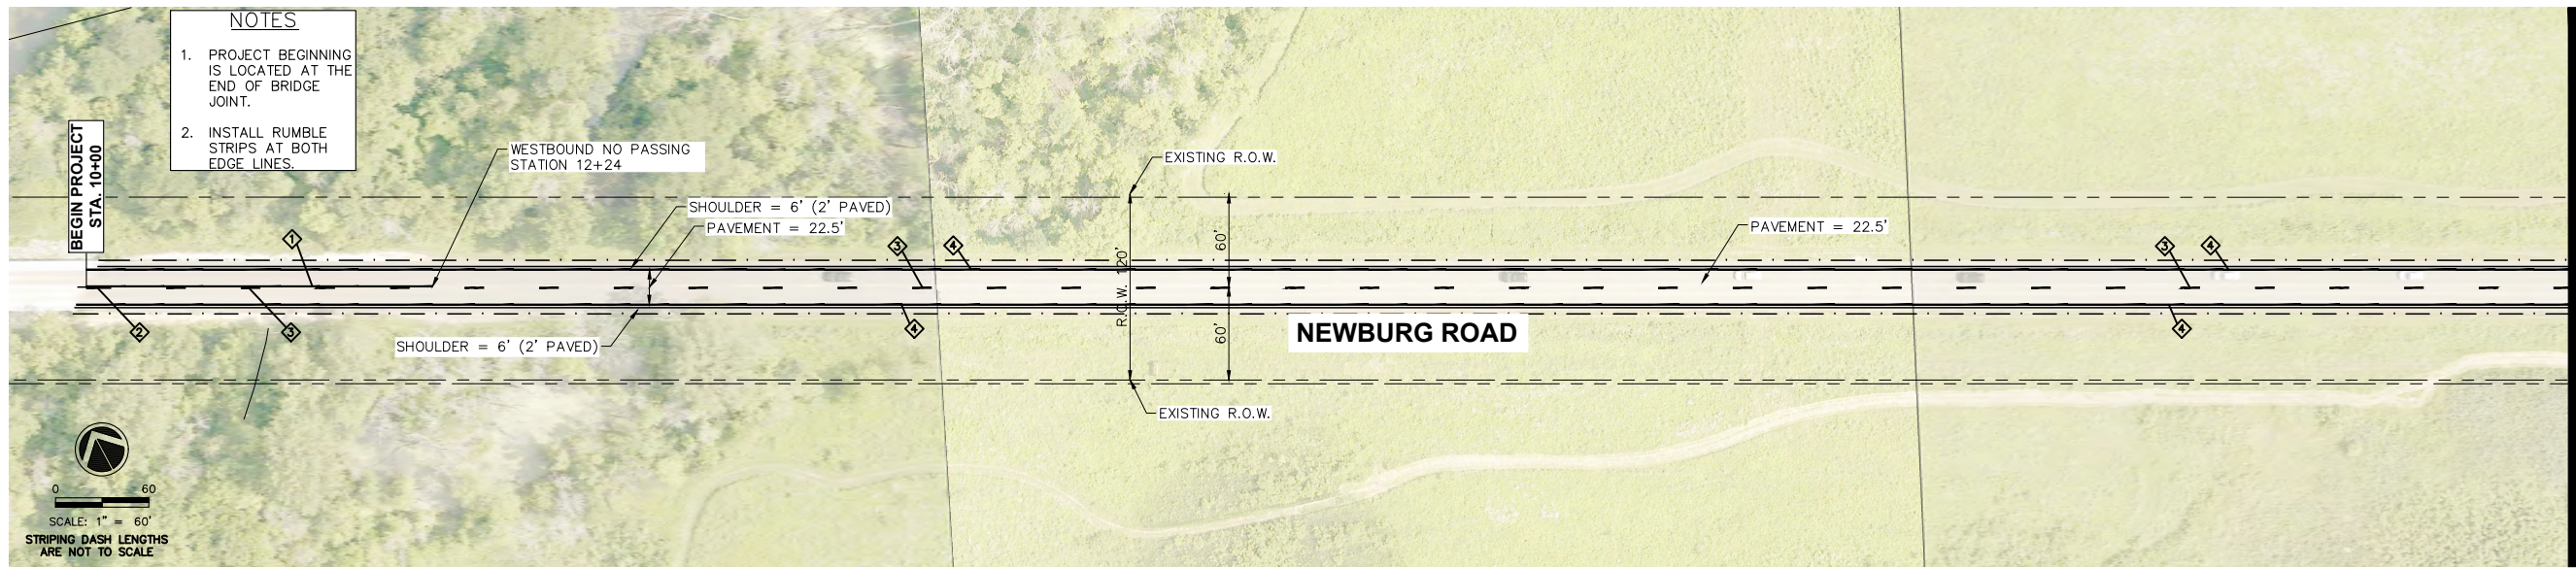 NOTES
1. PROJECT BEGINNING
IS LOCATED AT THE
END OF BRIDGE
JOINT.
2. INSTALL RUMBLE
STRIPS AT BOTH
EDGE LINES.
BEGIN PROJECT
STA. 10+00
WESTBOUND NO PASSING
STATION 12+24
SHOULDER = 6' (2' PAVED)
PAVEMENT = 22.5'
EXISTING R.O.W.
PAVEMENT = 22.5'
1
3
4
3
4
R.O.W. 120'
60'
60'
2
3
4
4
SHOULDER = 6' (2' PAVED)
NEWBURG ROAD
EXISTING R.O.W.
0 60
SCALE: 1" = 60'
STRIPING DASH LENGTHS
ARE NOT TO SCALE